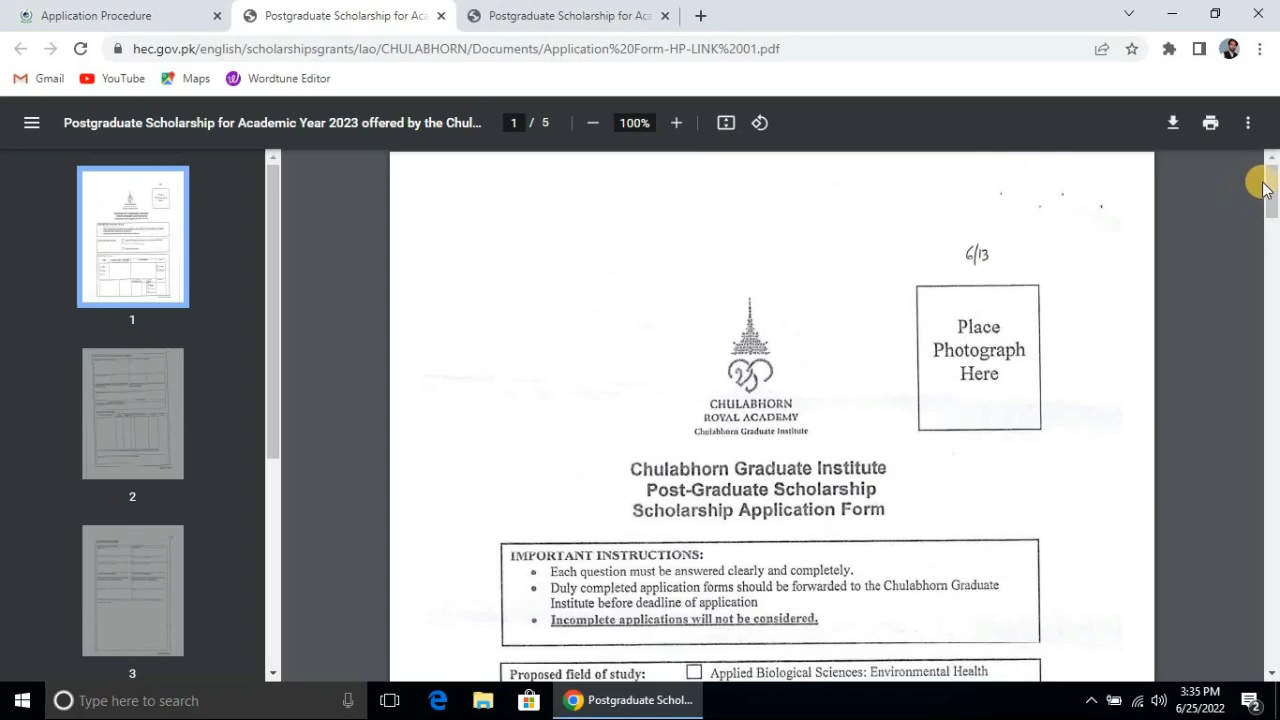 Application Procedure
Postgraduate Scholarship for Aca
Postgraduate Scholarship for Aca
hec.gov.pk/english/scholarshipsgrants/lao/CHULABHORN/Documents/Application%20Form-HP-LINK%2001.pdf
Gmail
YouTube
Maps
Wordtune Editor
Postgraduate Scholarship for Academic Year 2023 offered by the Chul...
1 / 5
100%
1
2
3
6/13
Place
Photograph
Here
CHULABHORN
ROYAL ACADEMY
Chulabhorn Graduate Institute
Chulabhorn Graduate Institute
Post-Graduate Scholarship
Scholarship Application Form
IMPORTANT INSTRUCTIONS:
• Each question must be answered clearly and completely.
• Duly completed application forms should be forwarded to the Chulabhorn Graduate
Institute before deadline of application
• Incomplete applications will not be considered.
Proposed field of study: Applied Biological Sciences: Environmental Health
Type here to search
Postgraduate Schol...
3:35 PM
6/25/2022
2